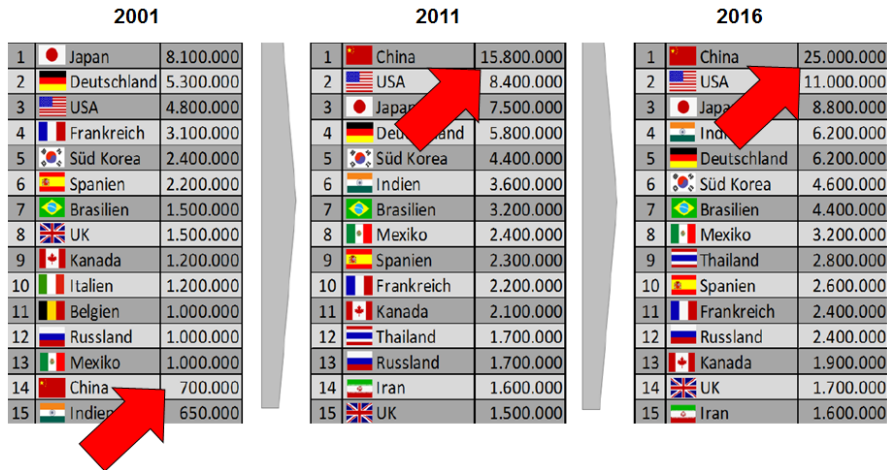 2001
1 Japan 8.100.000
2 Deutschland 5.300.000
3 USA 4.800.000
4 Frankreich 3.100.000
5 Süd Korea 2.400.000
6 Spanien 2.200.000
7 Brasilien 1.500.000
8 UK 1.500.000
9 Kanada 1.200.000
10 Italien 1.200.000
11 Belgien 1.000.000
12 Russland 1.000.000
13 Mexiko 1.000.000
14 China 700.000
15 Indien 650.000
2011
1 China 15.800.000
2 USA 8.400.000
3 Japan 7.500.000
4 Deutschland 5.800.000
5 Süd Korea 4.400.000
6 Indien 3.600.000
7 Brasilien 3.200.000
8 Mexiko 2.400.000
9 Spanien 2.300.000
10 Frankreich 2.200.000
11 Kanada 2.100.000
12 Thailand 1.700.000
13 Russland 1.700.000
14 Iran 1.600.000
15 UK 1.500.000
2016
1 China 25.000.000
2 USA 11.000.000
3 Japan 8.800.000
4 Indien 6.200.000
5 Deutschland 6.200.000
6 Süd Korea 4.600.000
7 Brasilien 4.400.000
8 Mexiko 3.200.000
9 Thailand 2.800.000
10 Spanien 2.600.000
11 Frankreich 2.400.000
12 Russland 2.400.000
13 Kanada 1.900.000
14 UK 1.700.000
15 Iran 1.600.000